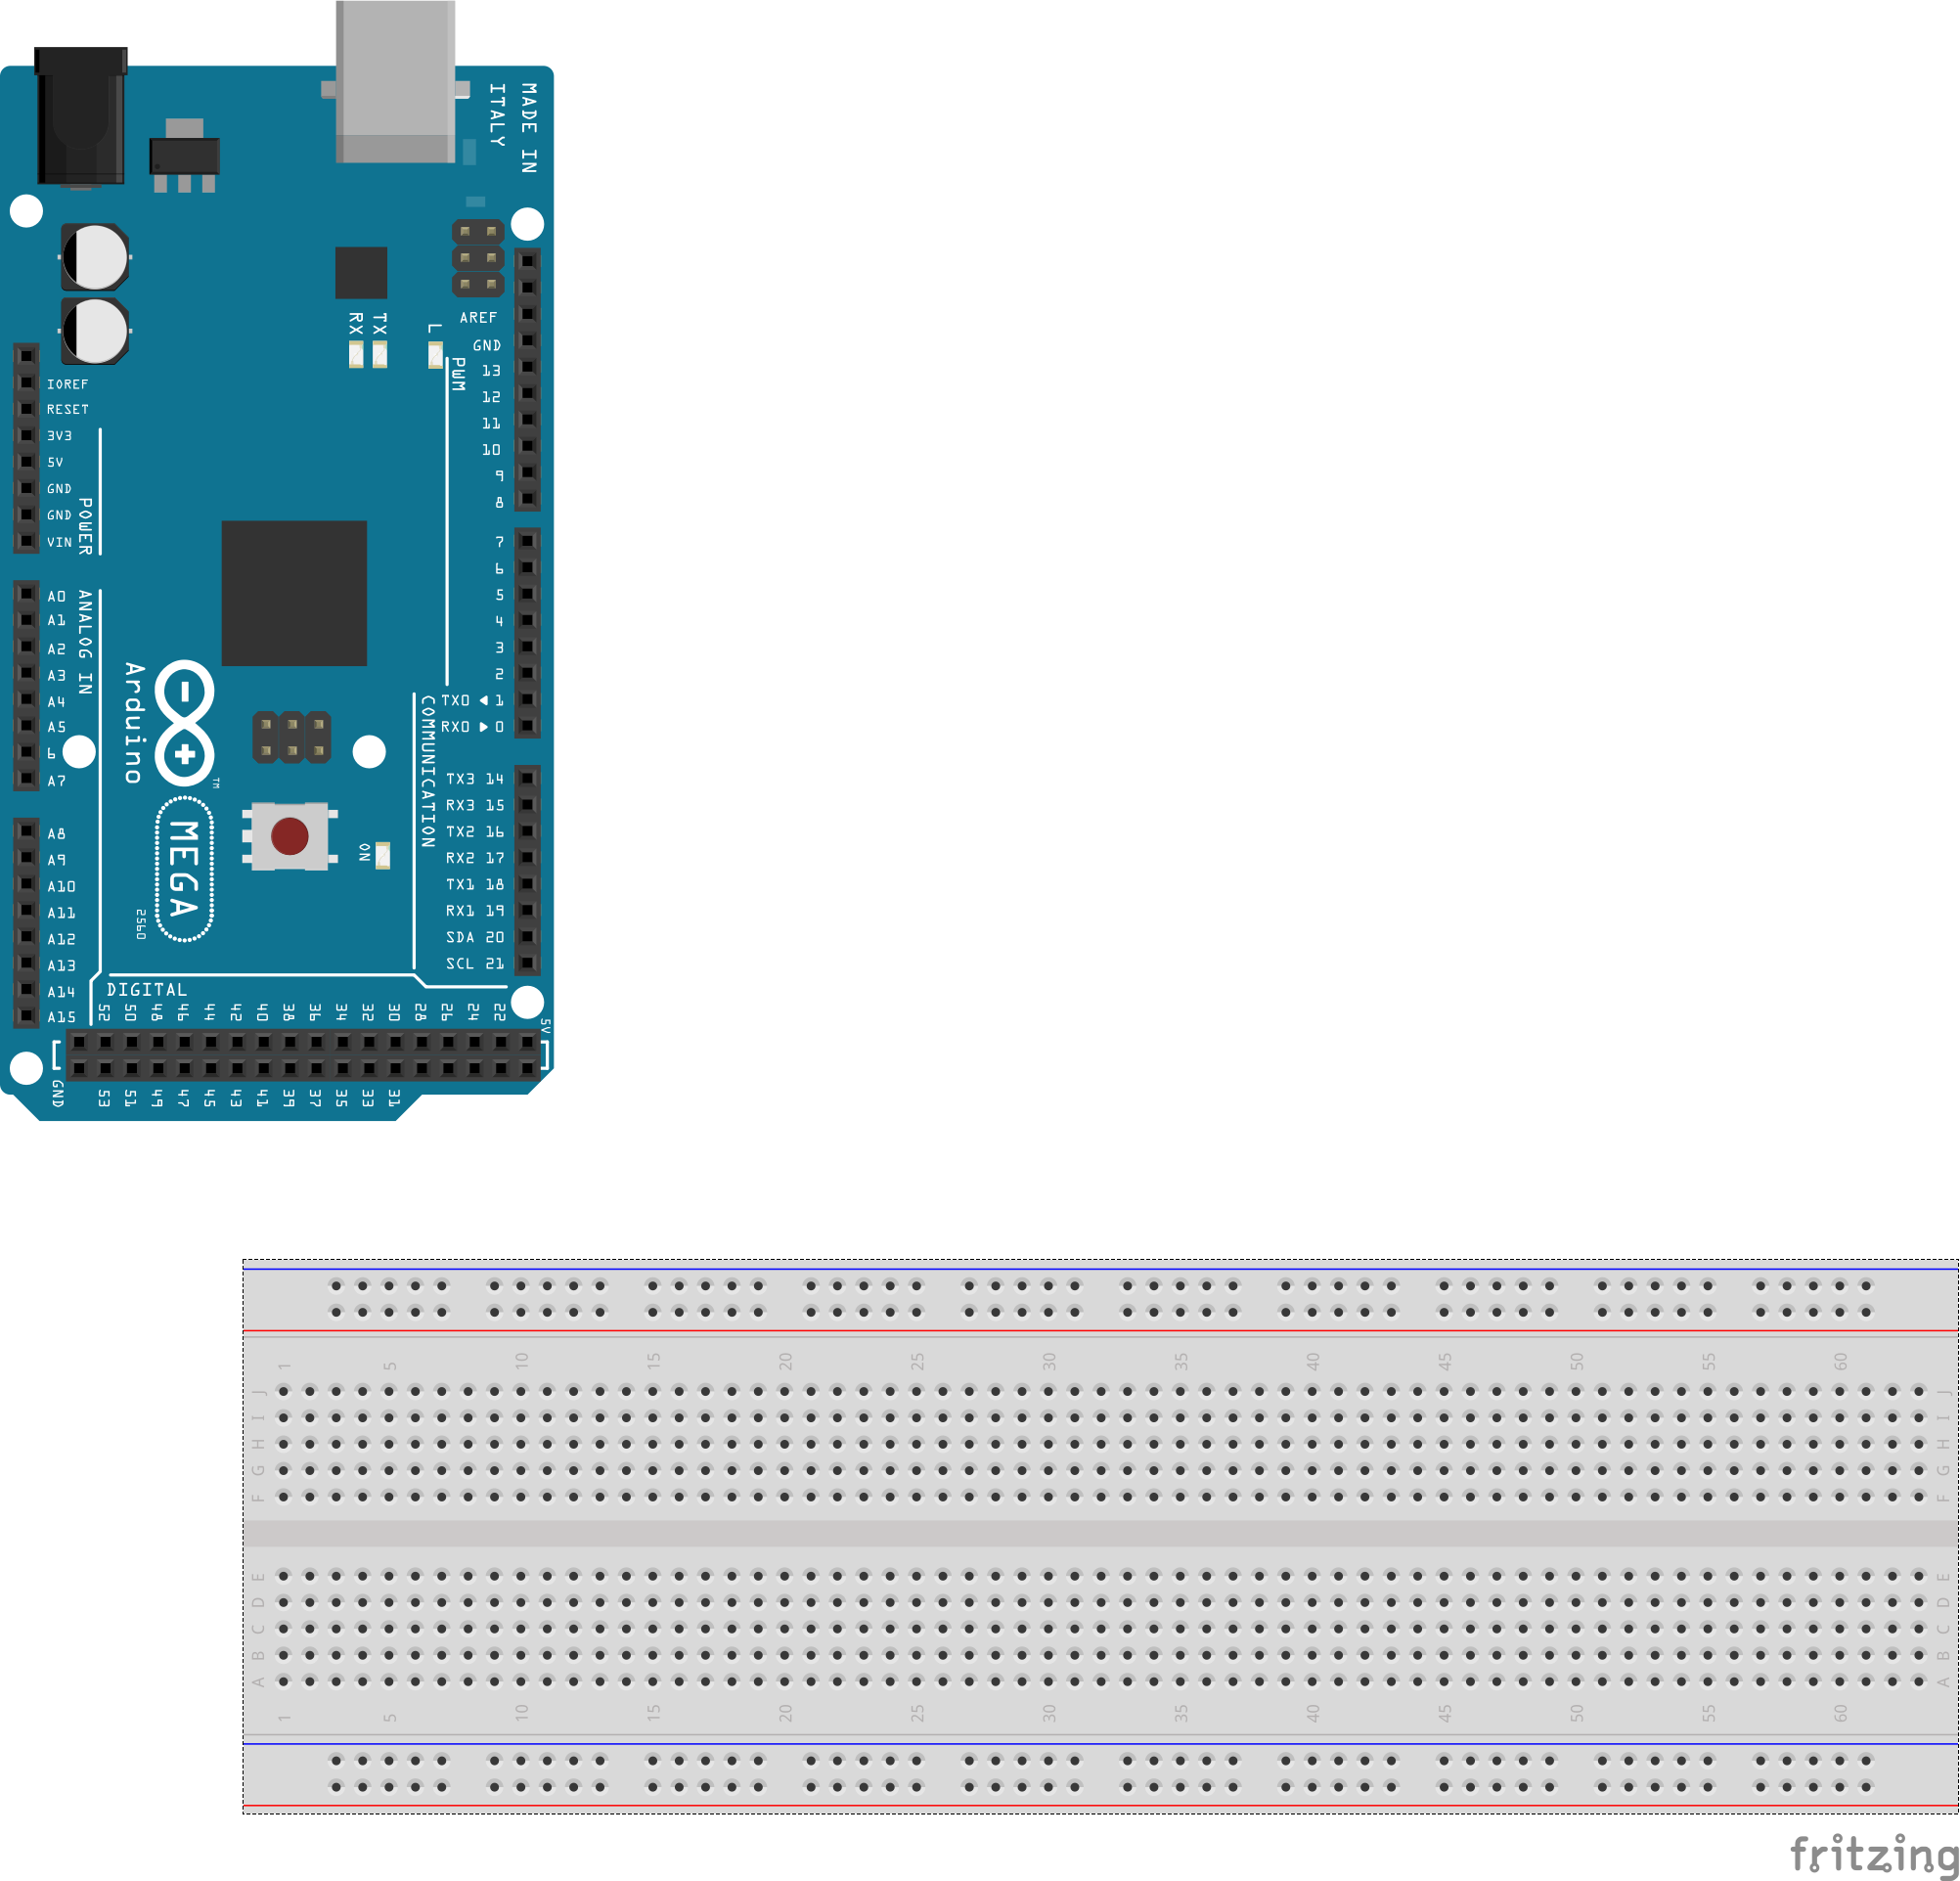 MADE IN
ITALY
RX
TX
L
PWM
AREF
GND
13
12
11
10
9
8
7
6
5
4
3
2
TX0 ◀ 1
RX0 ▶ 0
IOREF
RESET
3V3
5V
GND
GND
VIN
POWER
A0
A1
A2
A3
A4
A5
6
A7
ANALOG IN
A8
A9
A10
A11
A12
A13
A14
A15
Arduino
TM
MEGA
2560
ON
COMMUNICATION
TX3 14
RX3 15
TX2 16
RX2 17
TX1 18
RX1 19
SDA 20
SCL 21
DIGITAL
52 50 48 46 44 42 40 38 36 34 32 30 28 26 24 22
5V
GND
53 51 49 47 45 43 41 39 37 35 33 31
1 5 10 15 20 25 30 35 40 45 50 55 60
J J
I I
H H
G G
F F
E E
D D
C C
B B
A A
1 5 10 15 20 25 30 35 40 45 50 55 60
fritzing